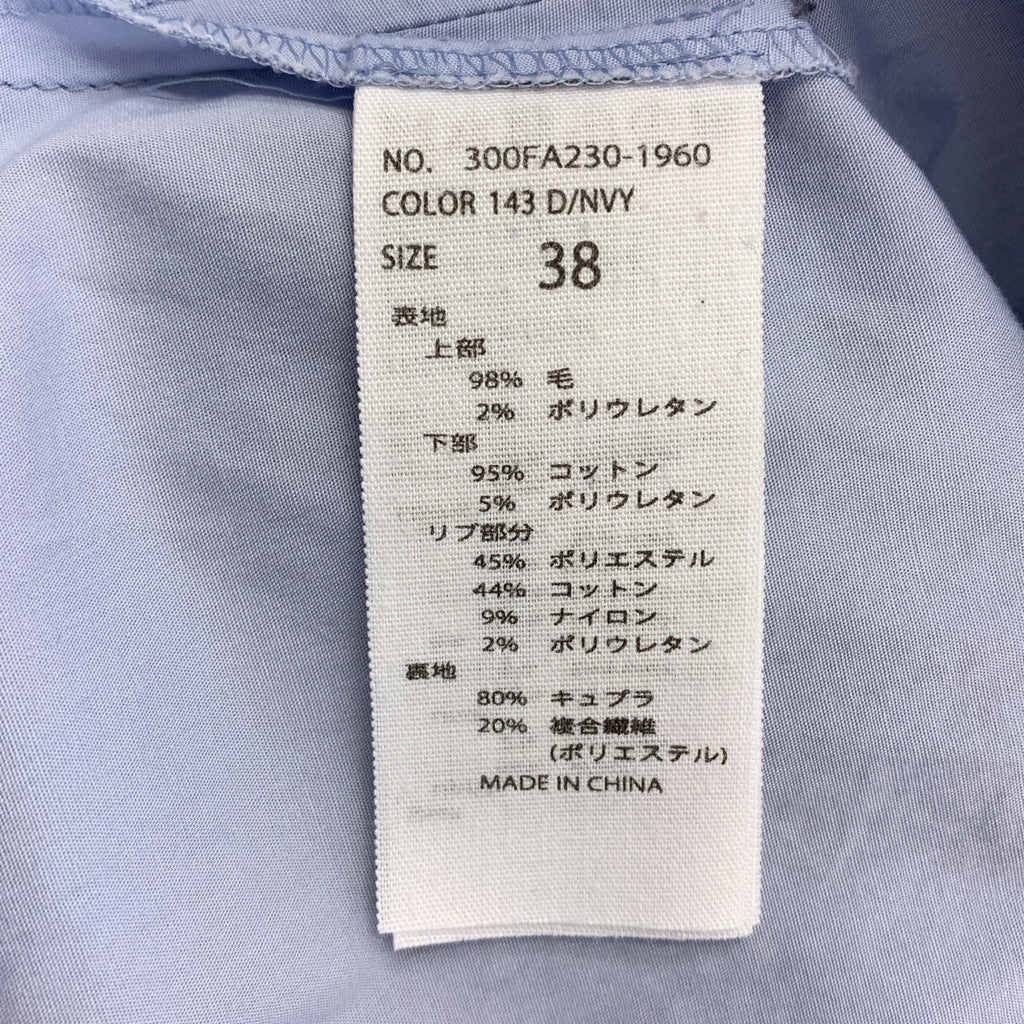 NO. 300FA230-1960
COLOR 143 D/NVY
SIZE 38
表地
上部
98% 毛
2% ポリウレタン
下部
95% コットン
5% ポリウレタン
リブ部分
45% ポリエステル
44% コットン
9% ナイロン
2% ポリウレタン
裏地
80% キュプラ
20% 複合繊維
(ポリエステル)
MADE IN CHINA